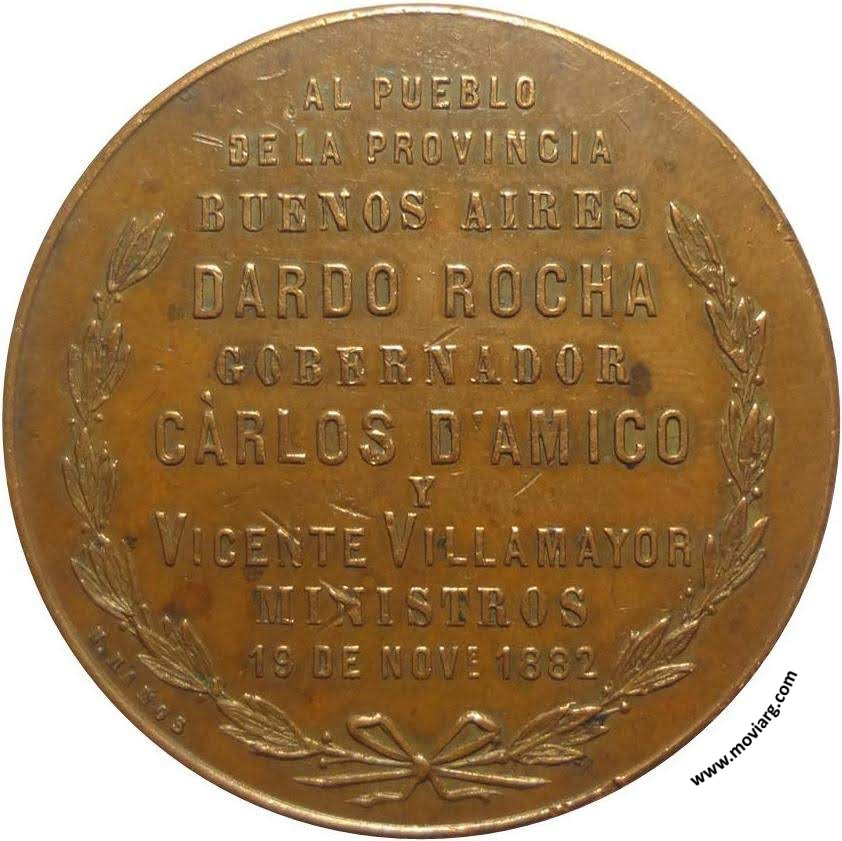 AL PUEBLO
DE LA PROVINCIA
BUENOS AIRES
DARDO ROCHA
GOBERNADOR
CÀRLOS D'AMICO
Y
VICENTE VILLAMAYOR
MINISTROS
19 DE NOVE 1882
www.moviarg.com